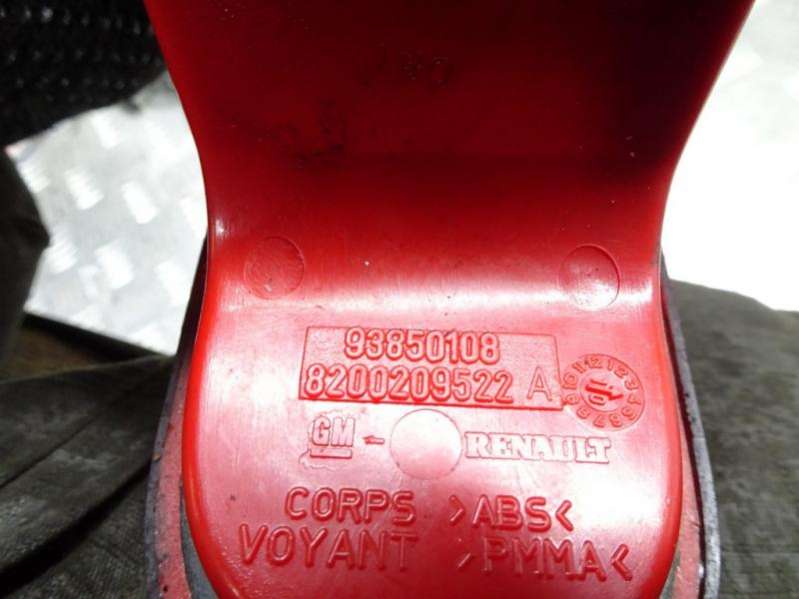 93850108
8200209522 A
GM - RENAULT
CORPS >ABS<
VOYANT >PMMA<